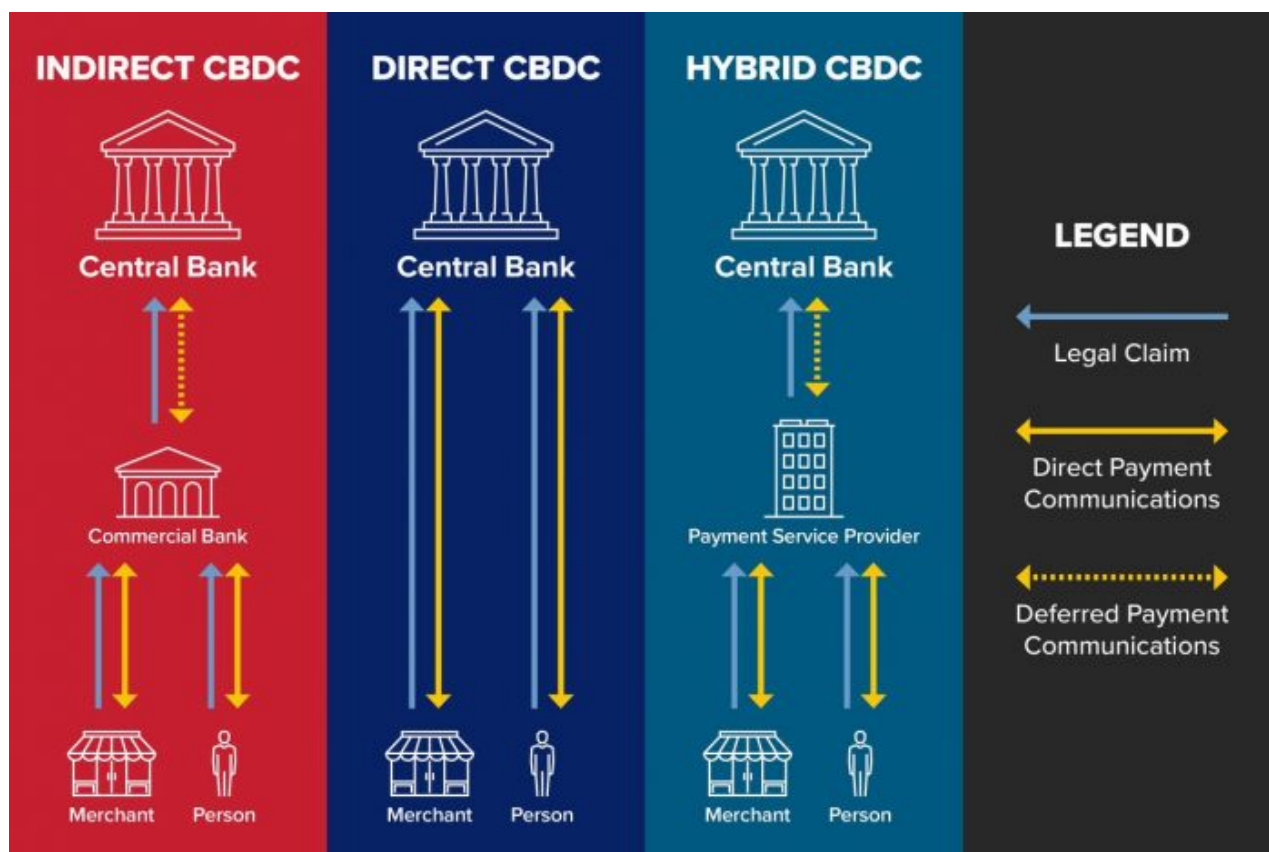 INDIRECT CBDC
Central Bank
Commercial Bank
Merchant
Person
DIRECT CBDC
Central Bank
Merchant
Person
HYBRID CBDC
Central Bank
Payment Service Provider
Merchant
Person
LEGEND
Legal Claim
Direct Payment
Communications
Deferred Payment
Communications